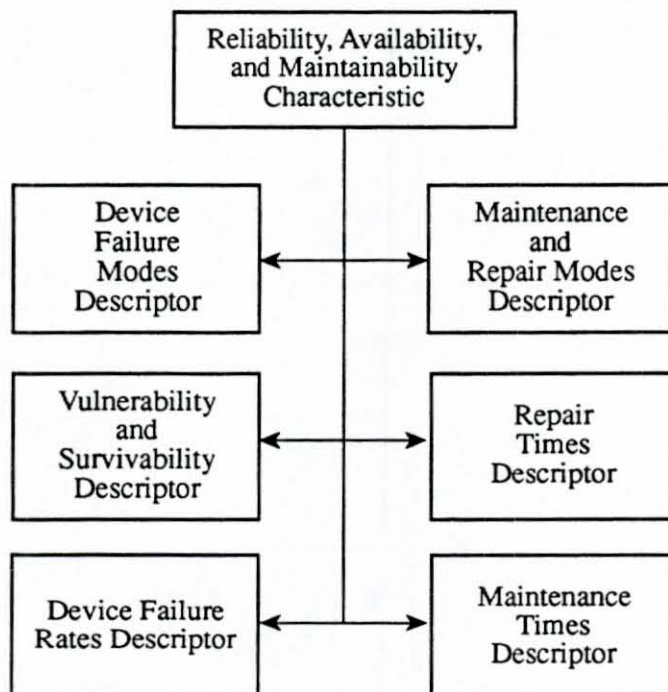 Reliability, Availability,
and Maintainability
Characteristic
Device
Failure
Modes
Descriptor
Maintenance
and
Repair Modes
Descriptor
Vulnerability
and
Survivability
Descriptor
Repair
Times
Descriptor
Device Failure
Rates Descriptor
Maintenance
Times
Descriptor